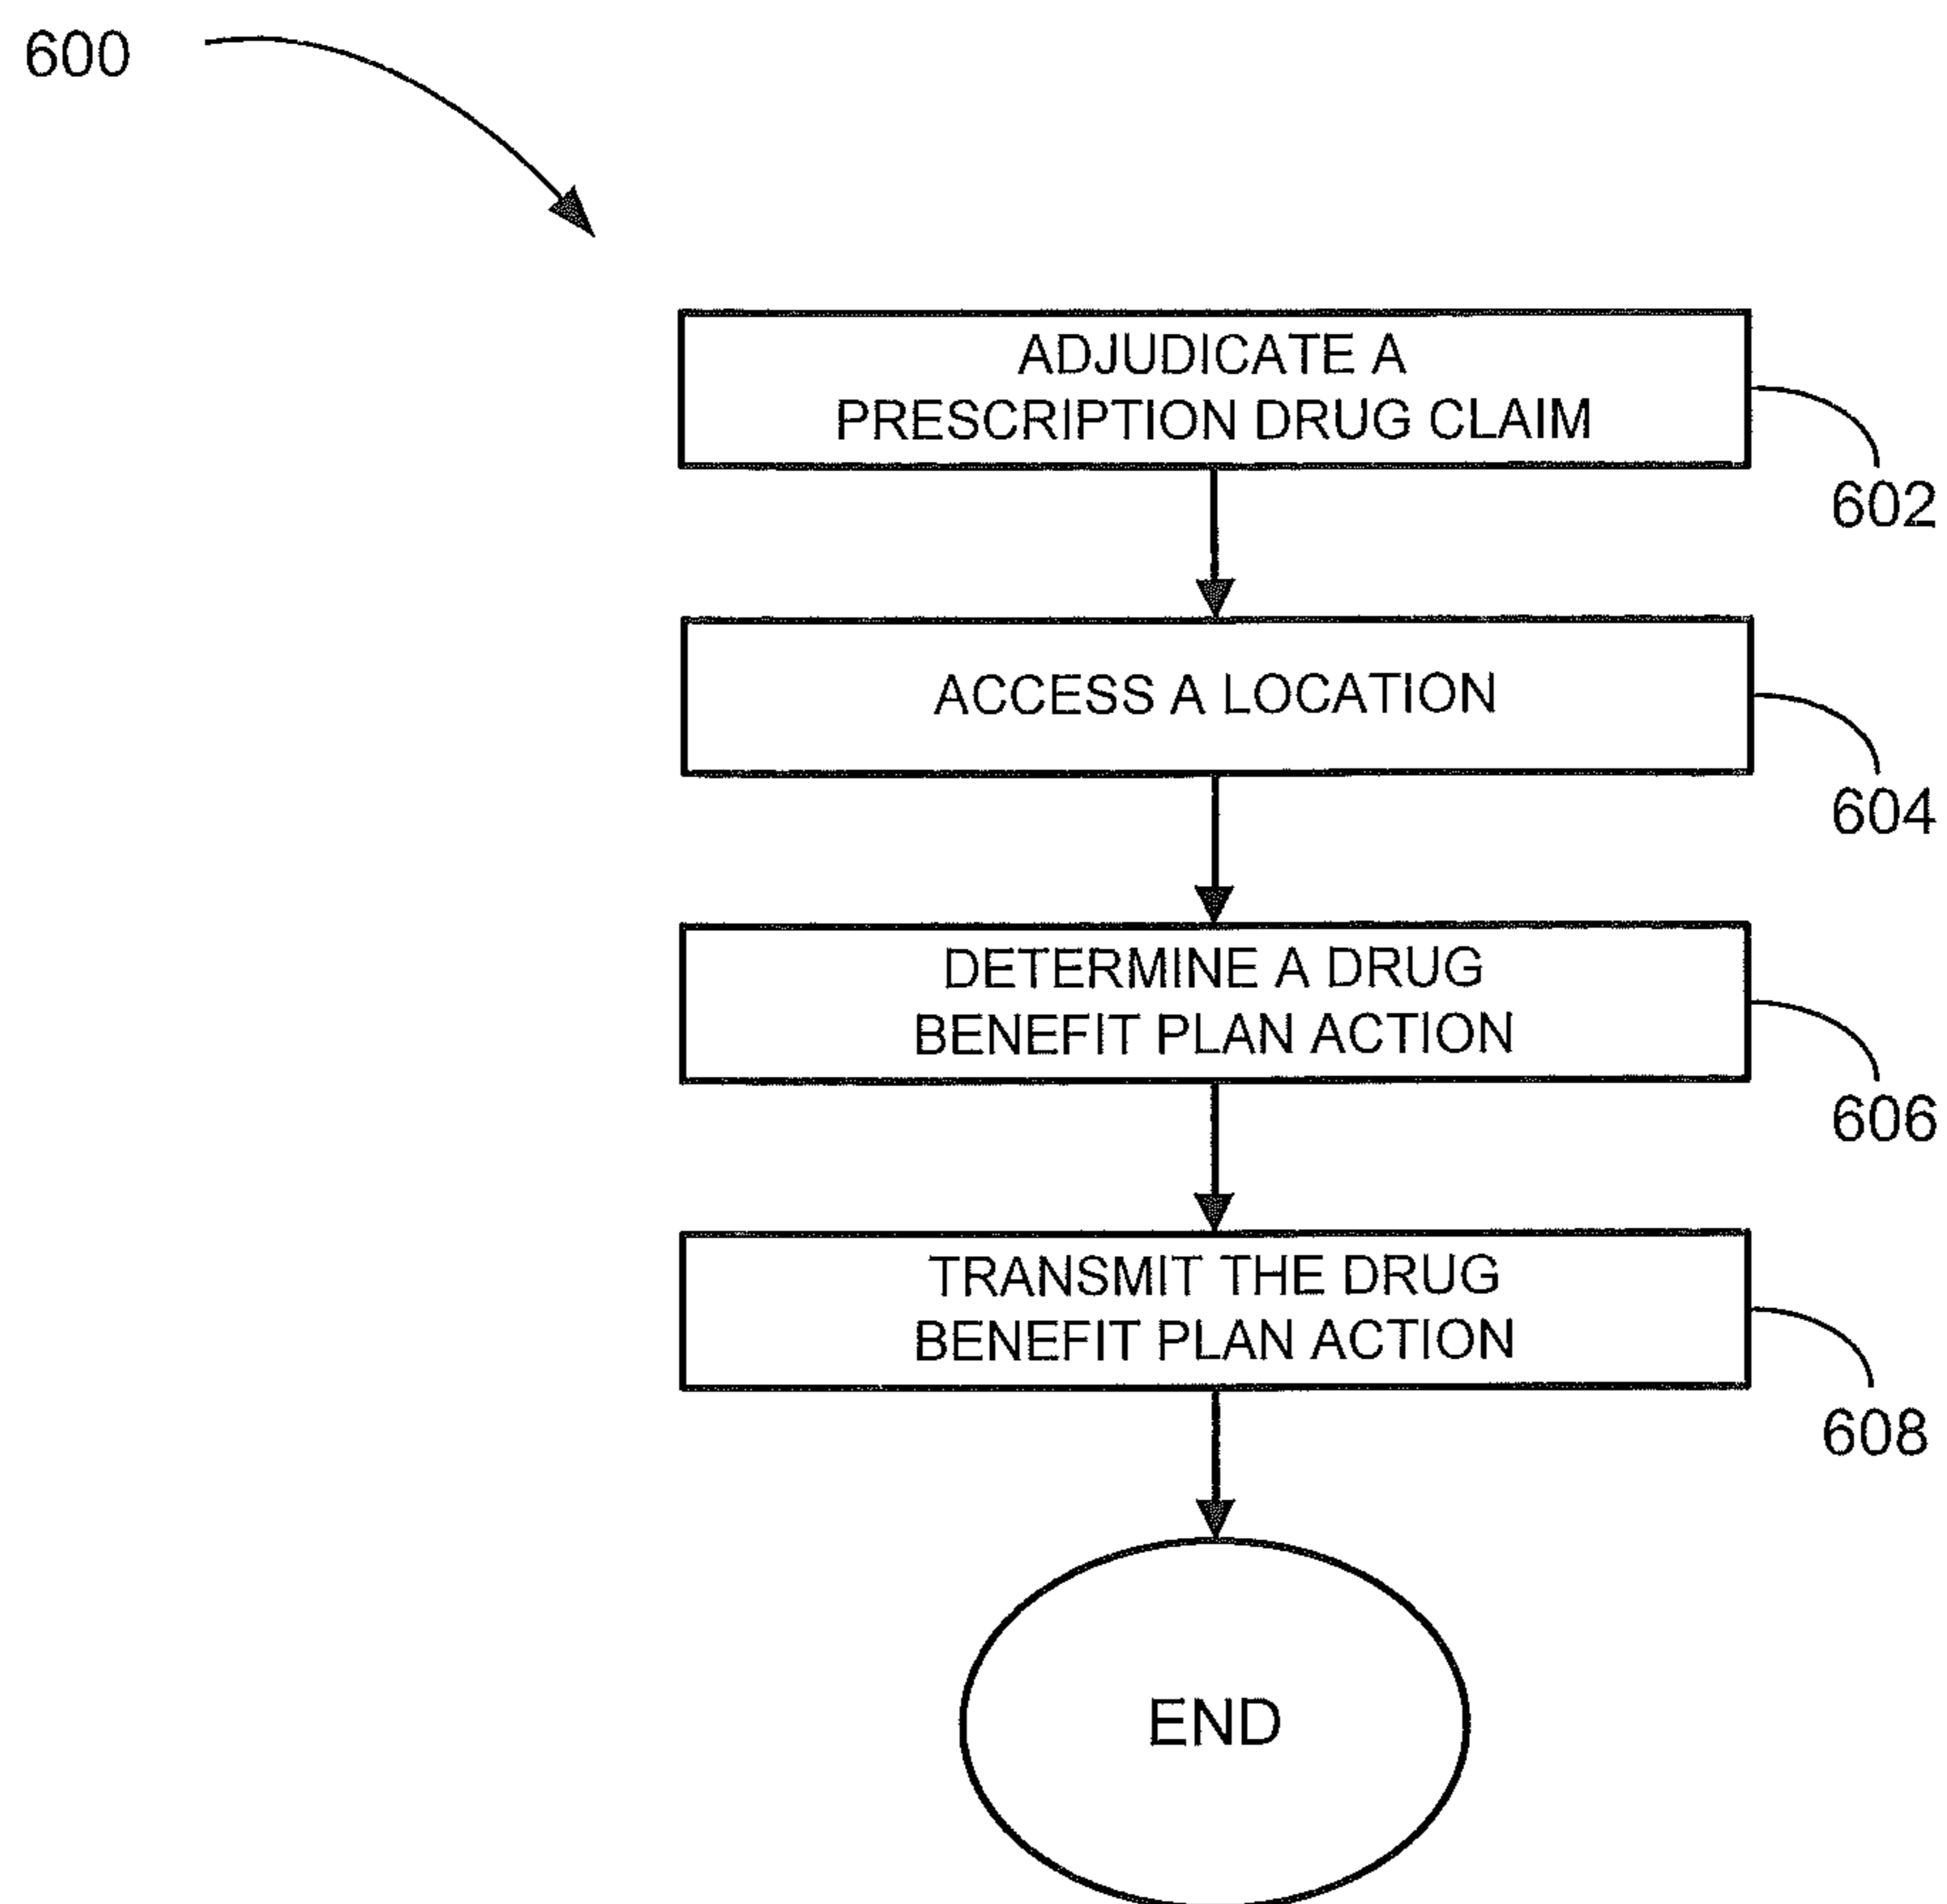 600
ADJUDICATE A
PRESCRIPTION DRUG CLAIM
602
ACCESS A LOCATION
604
DETERMINE A DRUG
BENEFIT PLAN ACTION
606
TRANSMIT THE DRUG
BENEFIT PLAN ACTION
608
END